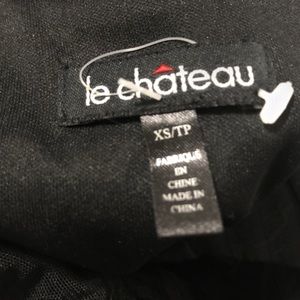 le château
XS/TP
FABRIQUÉ
EN
CHINE
MADE IN
CHINA